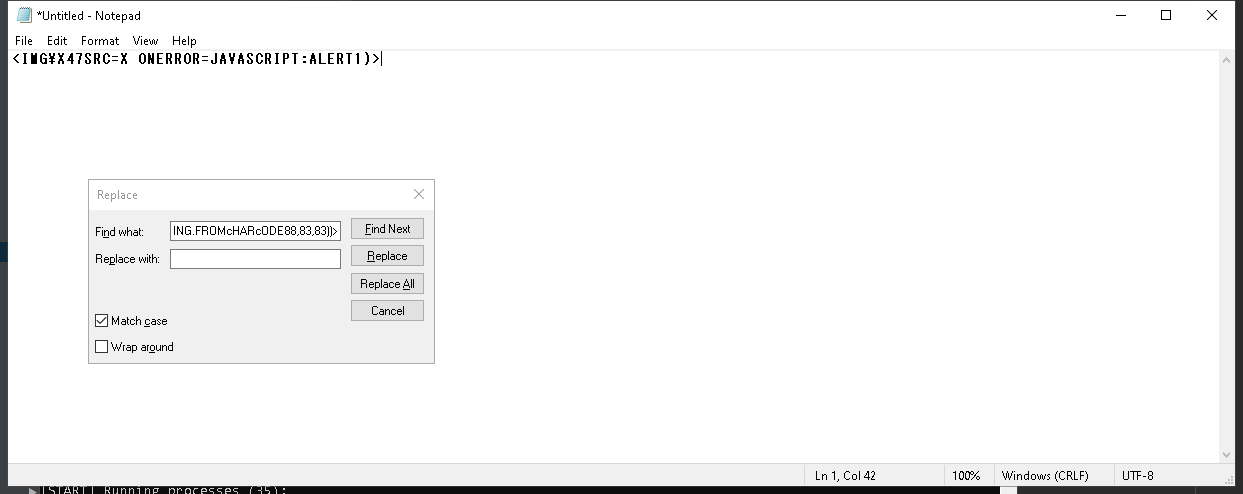 *Untitled - Notepad
File Edit Format View Help
<IMG¥X47SRC=X ONERROR=JAVASCRIPT:ALERT1)>
Replace
Find what:
ING.FROMcHARcODE88,83,83))>
Find Next
Replace with:
Replace
Replace All
Cancel
Match case
Wrap around
Ln 1, Col 42
100%
Windows (CRLF)
UTF-8
[START] Running processes (35):